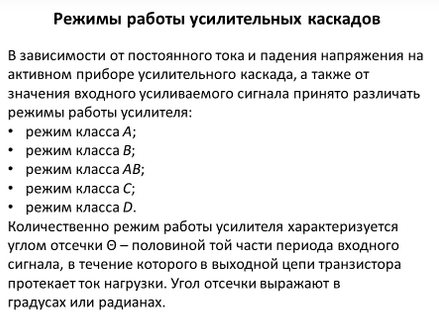 Режимы работы усилительных каскадов
В зависимости от постоянного тока и падения напряжения на
активном приборе усилительного каскада, а также от
значения входного усиливаемого сигнала принято различать
режимы работы усилителя:
• режим класса A;
• режим класса B;
• режим класса AB;
• режим класса C;
• режим класса D.
Количественно режим работы усилителя характеризуется
углом отсечки Θ – половиной той части периода входного
сигнала, в течение которого в выходной цепи транзистора
протекает ток нагрузки. Угол отсечки выражают в
градусах или радианах.